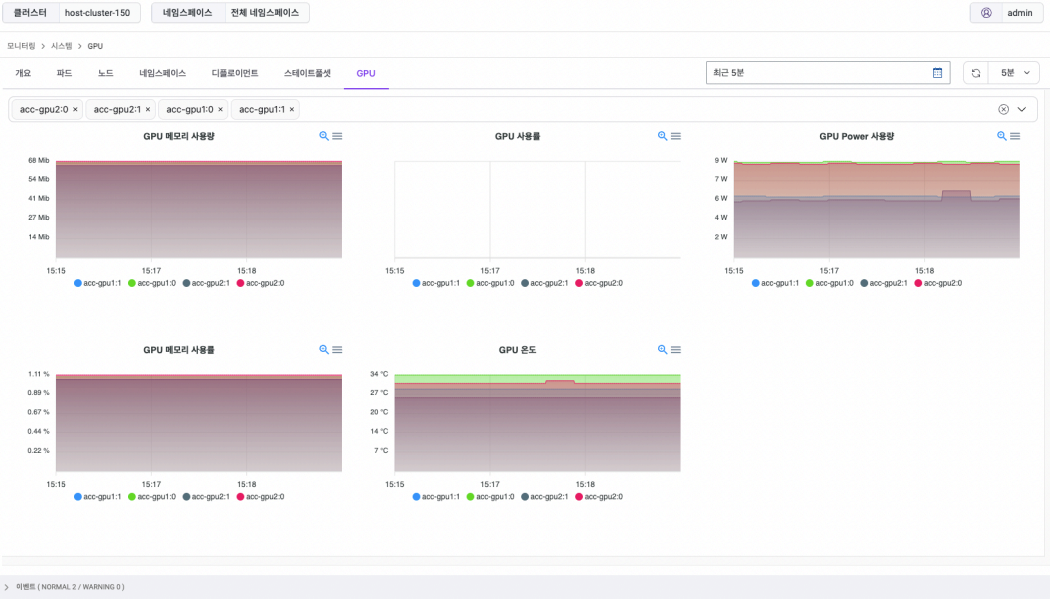 클러스터 host-cluster-150 네임스페이스 전체 네임스페이스 admin
모니터링 > 시스템 > GPU
개요 파드 노드 네임스페이스 디플로이먼트 스테이트풀셋 GPU 최근 5분 5분
acc-gpu2:0 × acc-gpu2:1 × acc-gpu1:0 × acc-gpu1:1 ×
GPU 메모리 사용량
68 Mib
54 Mib
41 Mib
27 Mib
14 Mib
15:15 15:17 15:18
acc-gpu1:1 acc-gpu1:0 acc-gpu2:1 acc-gpu2:0
GPU 사용률
15:15 15:17 15:18
acc-gpu1:1 acc-gpu1:0 acc-gpu2:1 acc-gpu2:0
GPU Power 사용량
9 W
7 W
6 W
4 W
2 W
15:15 15:17 15:18
acc-gpu1:1 acc-gpu1:0 acc-gpu2:1 acc-gpu2:0
GPU 메모리 사용률
1.11 %
0.89 %
0.67 %
0.44 %
0.22 %
15:15 15:17 15:18
acc-gpu1:1 acc-gpu1:0 acc-gpu2:1 acc-gpu2:0
GPU 온도
34 °C
27 °C
20 °C
14 °C
7 °C
15:15 15:17 15:18
acc-gpu1:1 acc-gpu1:0 acc-gpu2:1 acc-gpu2:0
> 이벤트 ( NORMAL 2 / WARNING 0 )